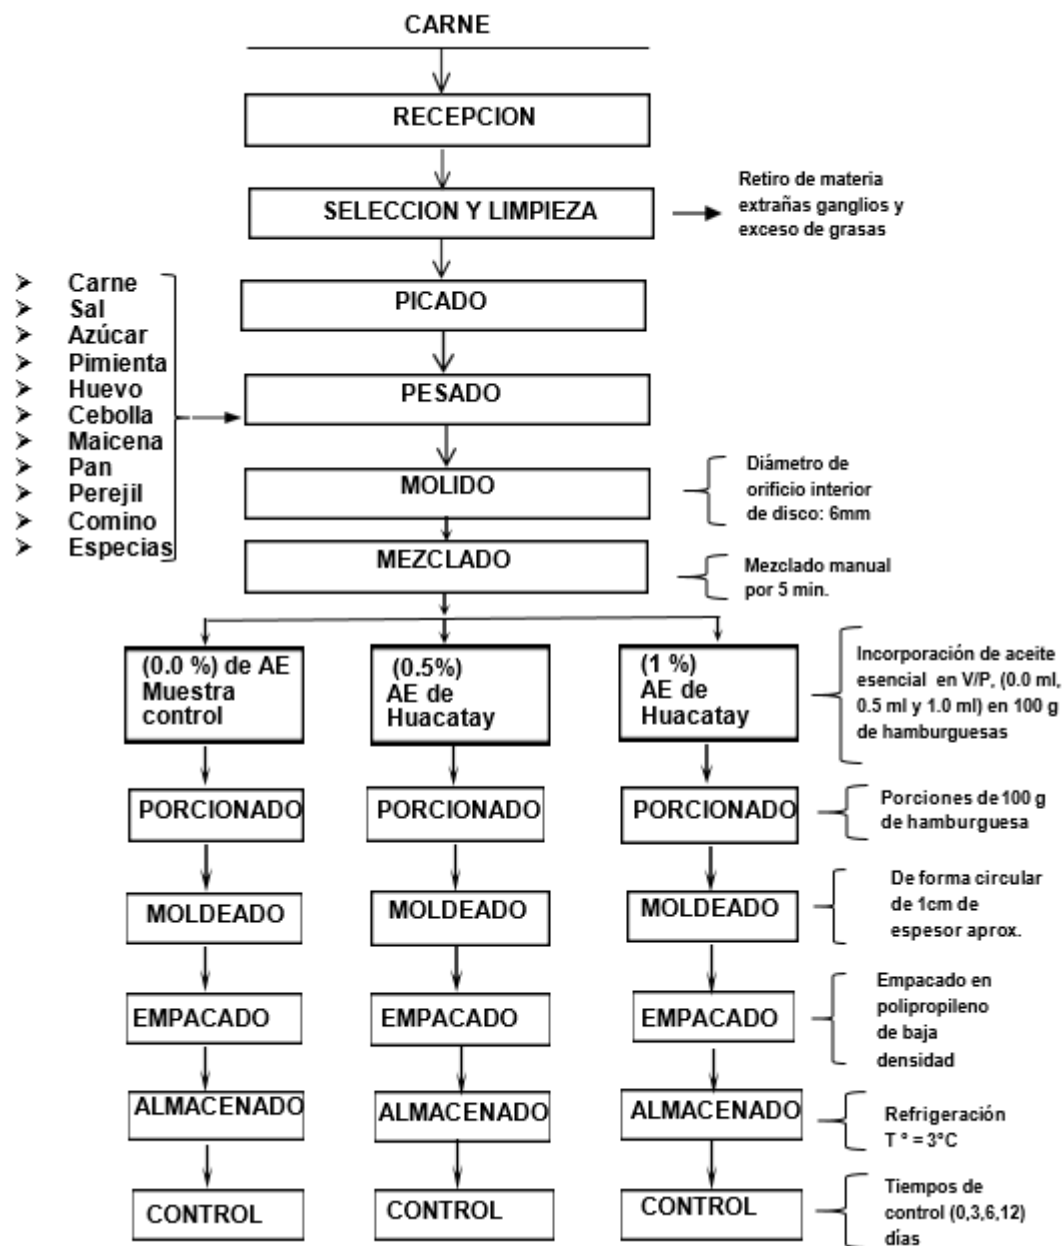 CARNE
RECEPCION
SELECCION Y LIMPIEZA
Retiro de materia
extrañas ganglios y
exceso de grasas
PICADO
➢ Carne
➢ Sal
➢ Azúcar
➢ Pimienta
➢ Huevo
➢ Cebolla
➢ Maicena
➢ Pan
➢ Perejil
➢ Comino
➢ Especias
PESADO
MOLIDO
Diámetro de
orificio interior
de disco: 6mm
MEZCLADO
Mezclado manual
por 5 min.
(0.0 %) de AE
Muestra
control
(0.5%)
AE de
Huacatay
(1 %)
AE de
Huacatay
Incorporación de aceite
esencial en V/P, (0.0 ml,
0.5 ml y 1.0 ml) en 100 g
de hamburguesas
PORCIONADO
PORCIONADO
PORCIONADO
Porciones de 100 g
de hamburguesa
MOLDEADO
MOLDEADO
MOLDEADO
De forma circular
de 1cm de
espesor aprox.
EMPACADO
EMPACADO
EMPACADO
Empacado en
polipropileno
de baja
densidad
ALMACENADO
ALMACENADO
ALMACENADO
Refrigeración
T º = 3ºC
CONTROL
CONTROL
CONTROL
Tiempos de
control (0,3,6,12)
días